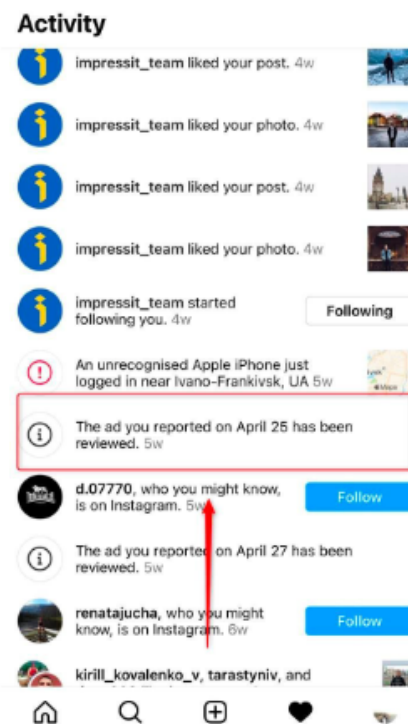 Activity
impressit_team liked your post. 4w
impressit_team liked your photo. 4w
impressit_team liked your post. 4w
impressit_team liked your photo. 4w
impressit_team started
following you. 4w
Following
An unrecognised Apple iPhone just
logged in near Ivano-Frankivsk, UA 5w
Maps
The ad you reported on April 25 has been
reviewed. 5w
d.07770, who you might know,
is on Instagram. 5w
Follow
The ad you reported on April 27 has been
reviewed. 5w
renatajucha, who you might
know, is on Instagram. 6w
Follow
kirill_kovalenko_v, tarastyniv, and